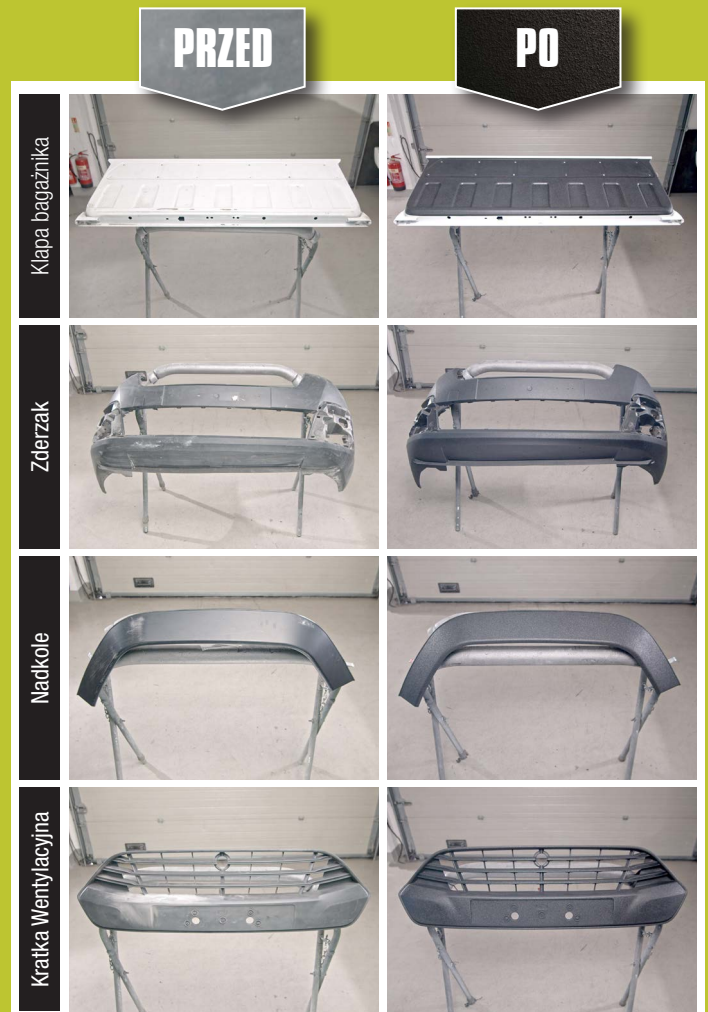 PRZED
PO
Klapa bagażnika
Zderzak
Nadkole
Kratka Wentylacyjna